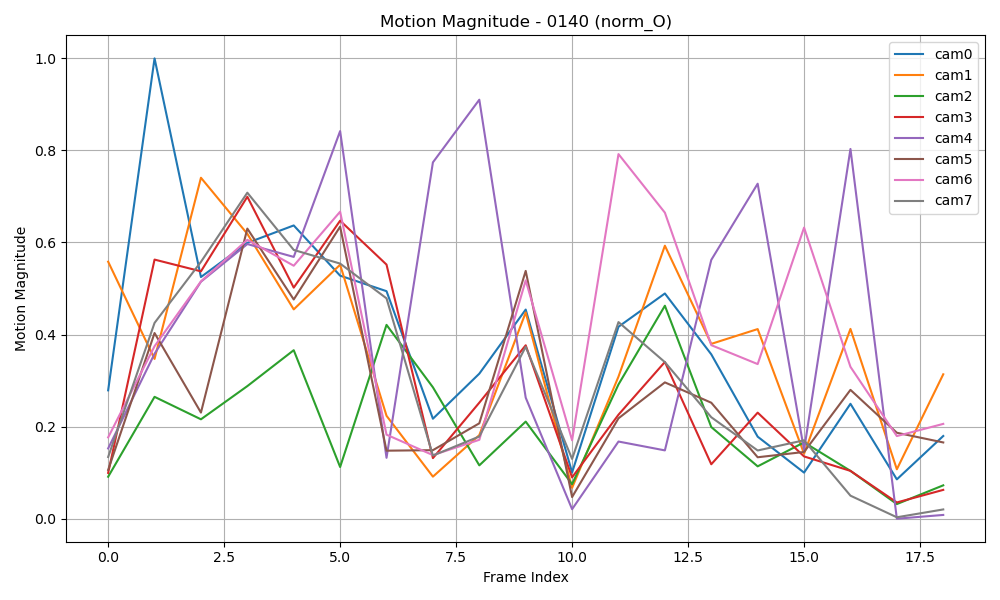 Motion Magnitude - 0140 (norm_O)
Motion Magnitude
1.0
0.8
0.6
0.4
0.2
0.0
cam0
cam1
cam2
cam3
cam4
cam5
cam6
cam7
0.0 2.5 5.0 7.5 10.0 12.5 15.0 17.5
Frame Index